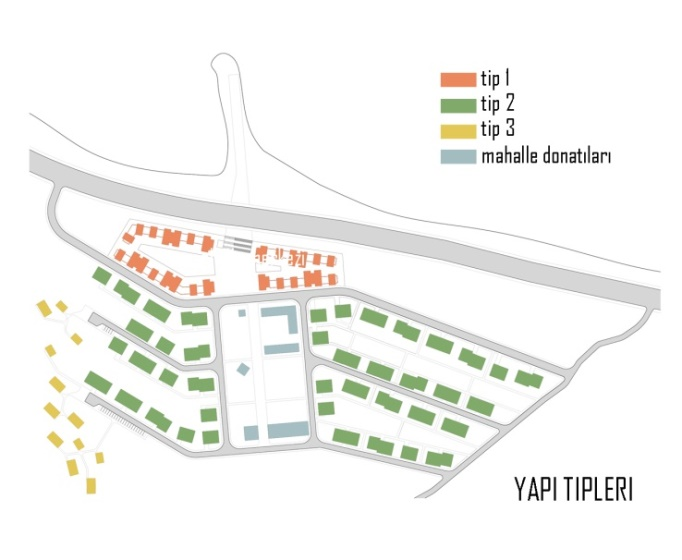 tip 1
tip 2
tip 3
mahalle donatıları
YAPI TIPLERI